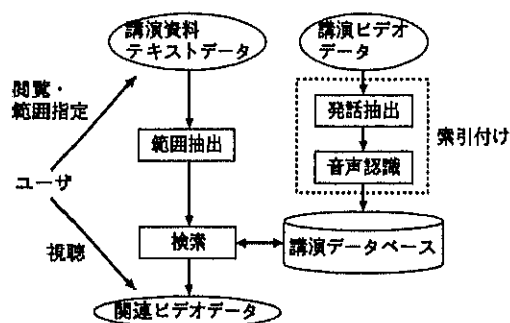 講演資料
テキストデータ
講演ビデオ
データ
閲覧・
範囲指定
発話抽出
索引付け
範囲抽出
音声認識
ユーザ
検索
講演データベース
視聴
関連ビデオデータ